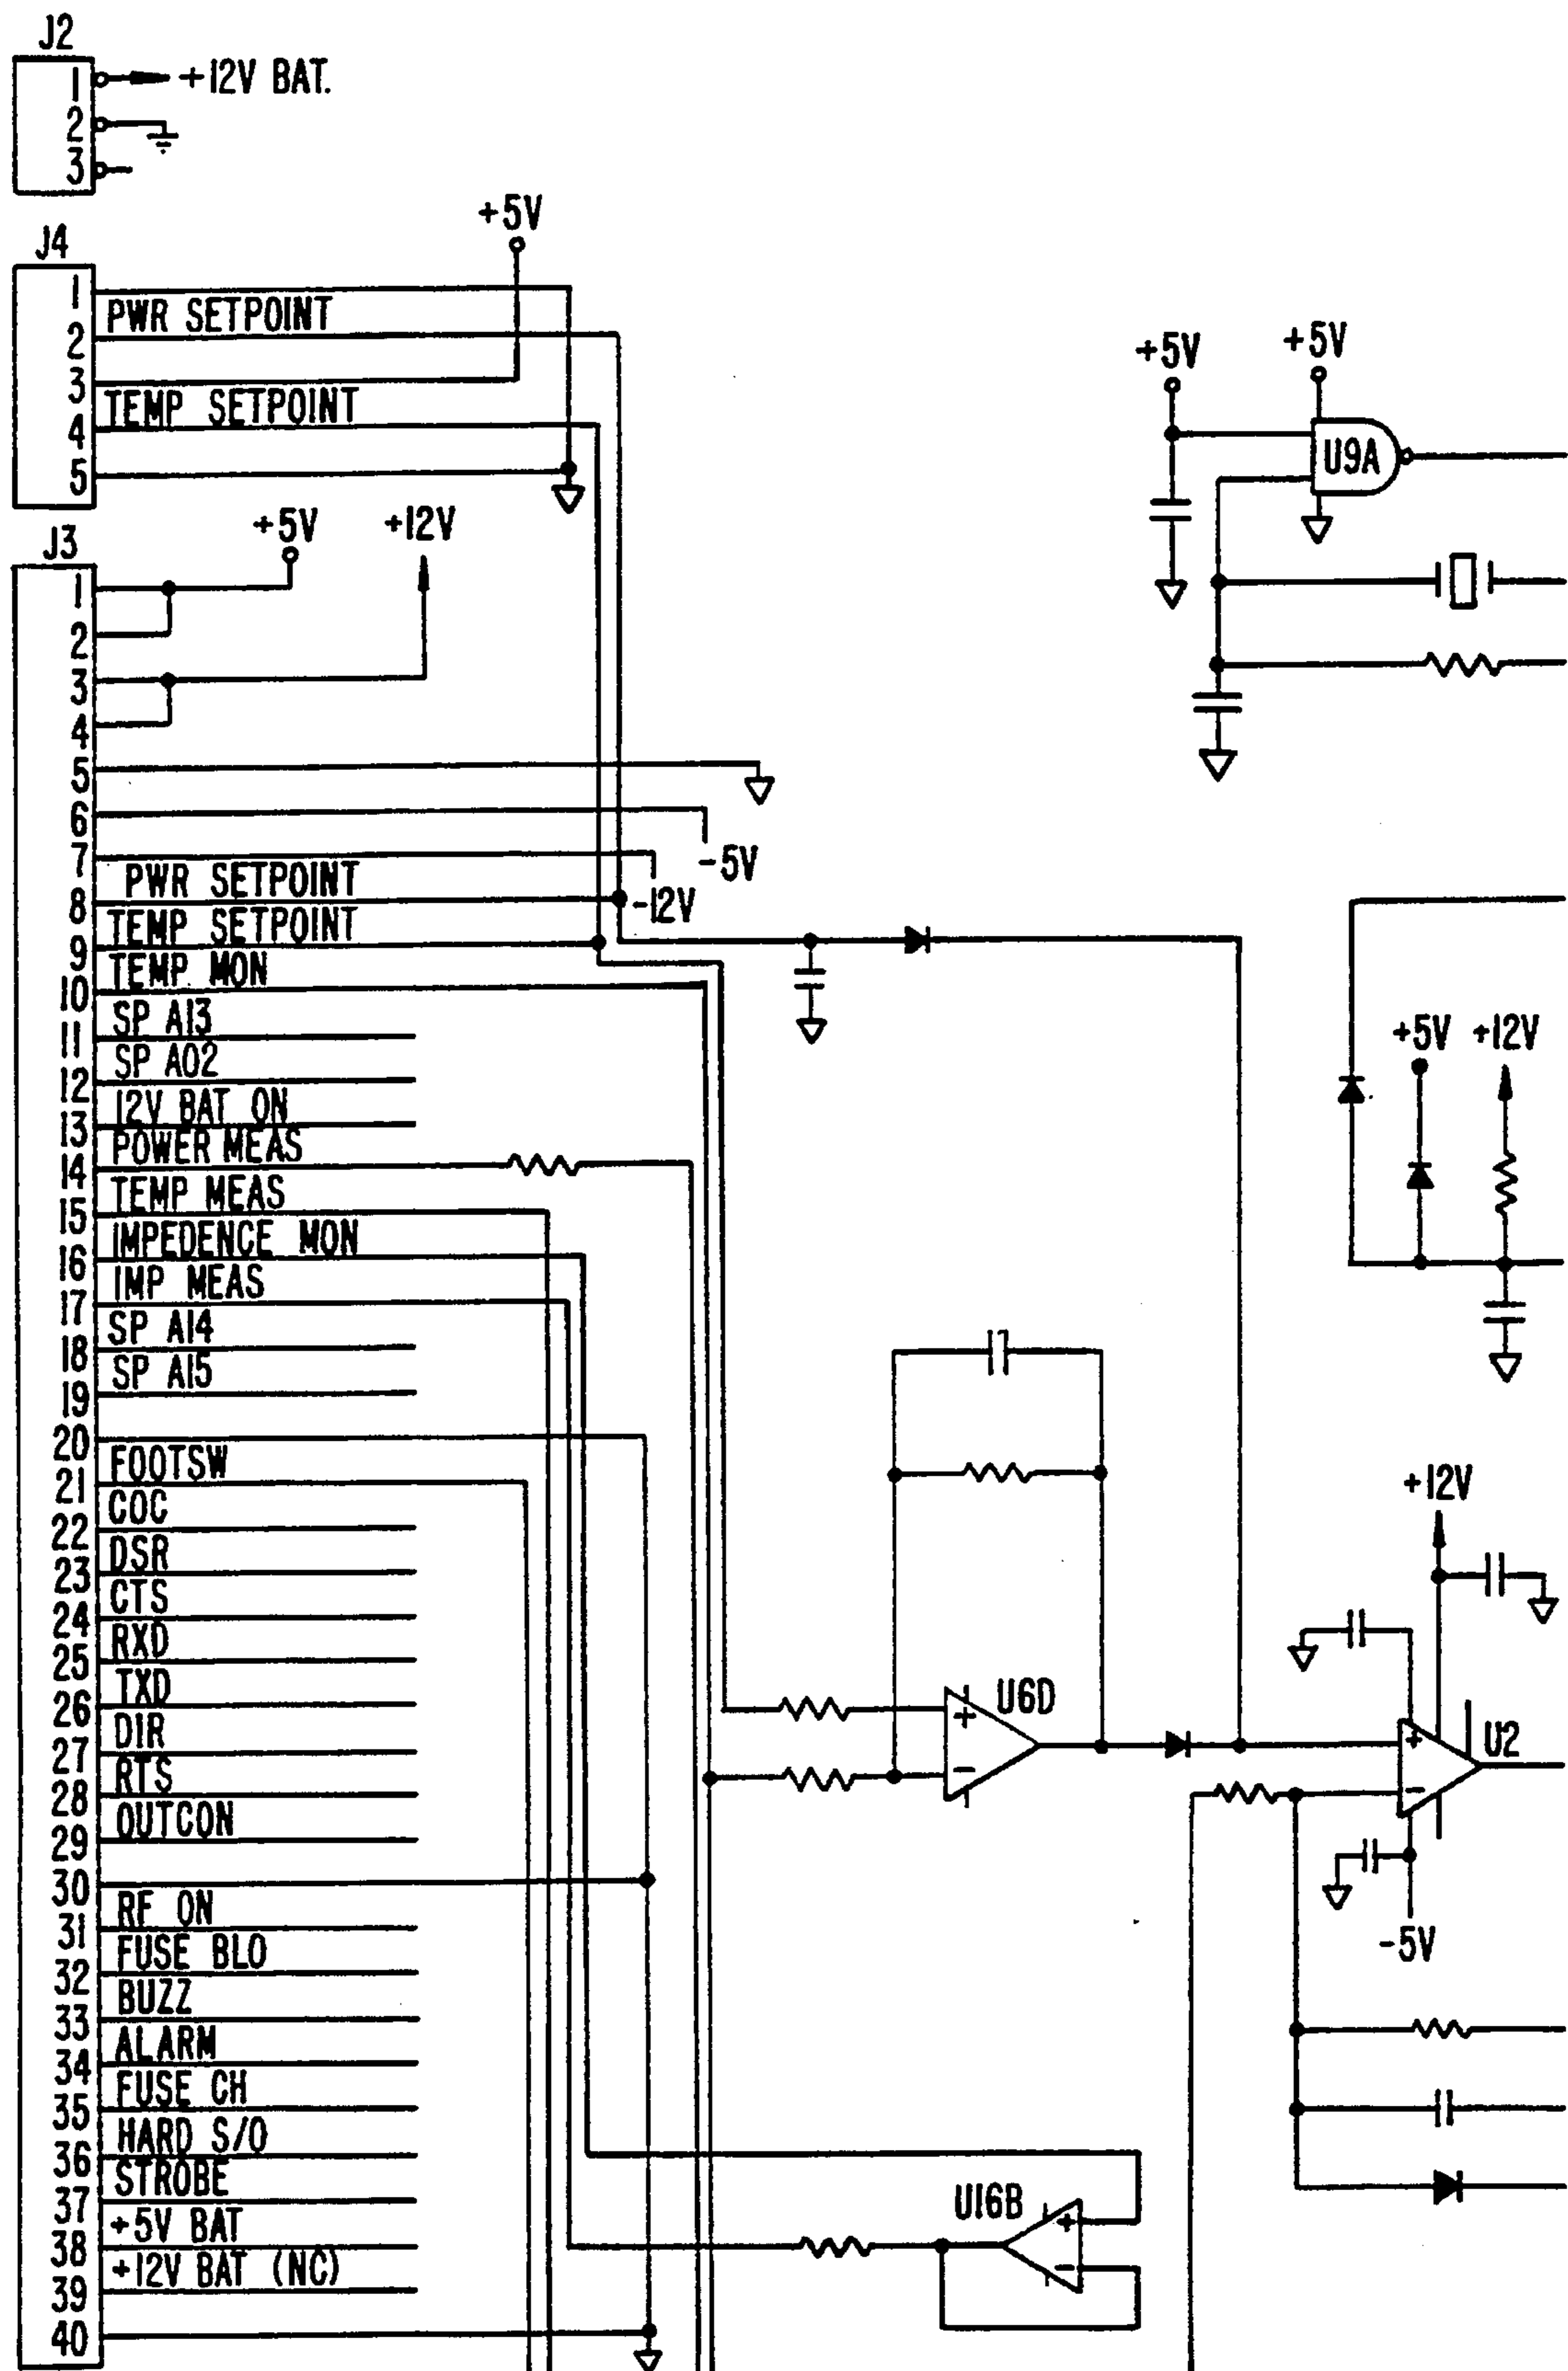 J2
1 +12V BAT.
2
3
J4
+5V
1
PWR SETPOINT
2
3
TEMP SETPOINT
4
5
+5V
+5V
U9A
J3
+5V
+12V
1
2
3
4
5
6
-5V
7
-12V
PWR SETPOINT
8
TEMP SETPOINT
9
TEMP MON
10
SP AI3
11
SP AO2
12
12V BAT ON
13
POWER MEAS
14
TEMP MEAS
15
IMPEDENCE MON
16
IMP MEAS
17
SP AI4
18
SP AI5
19
20
FOOTSW
21
COC
22
DSR
23
CTS
24
RXD
25
TXD
26
DIR
27
RTS
28
OUTCON
29
30
RF ON
31
FUSE BLO
32
BUZZ
33
ALARM
34
FUSE CH
35
HARD S/O
36
STROBE
37
+5V BAT
38
+12V BAT (NC)
39
40
+5V +12V
U6D
+
-
+12V
+
-
U2
-5V
U16B
+
-